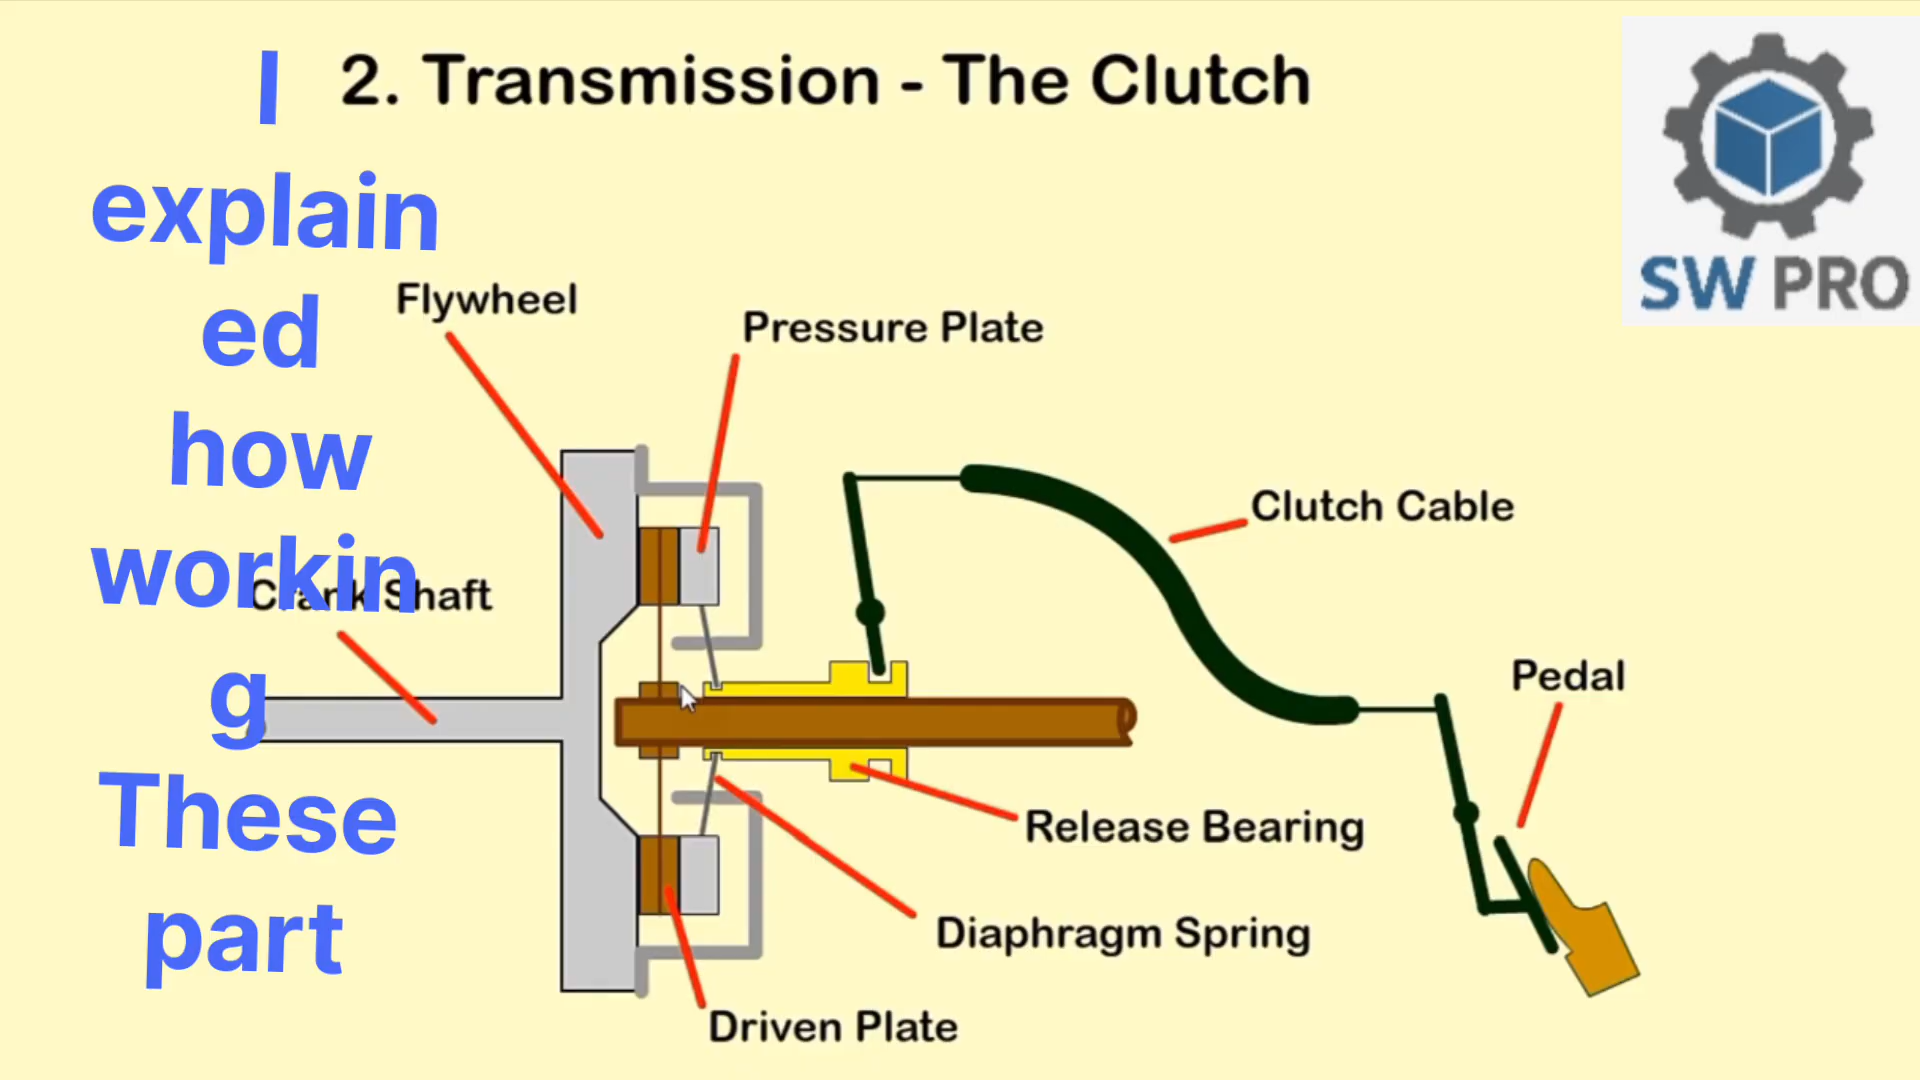 2. Transmission - The Clutch
I
explain
ed
how
workin
g
These
part
SW PRO
Flywheel
Pressure Plate
Clutch Cable
Crank Shaft
Pedal
Release Bearing
Diaphragm Spring
Driven Plate